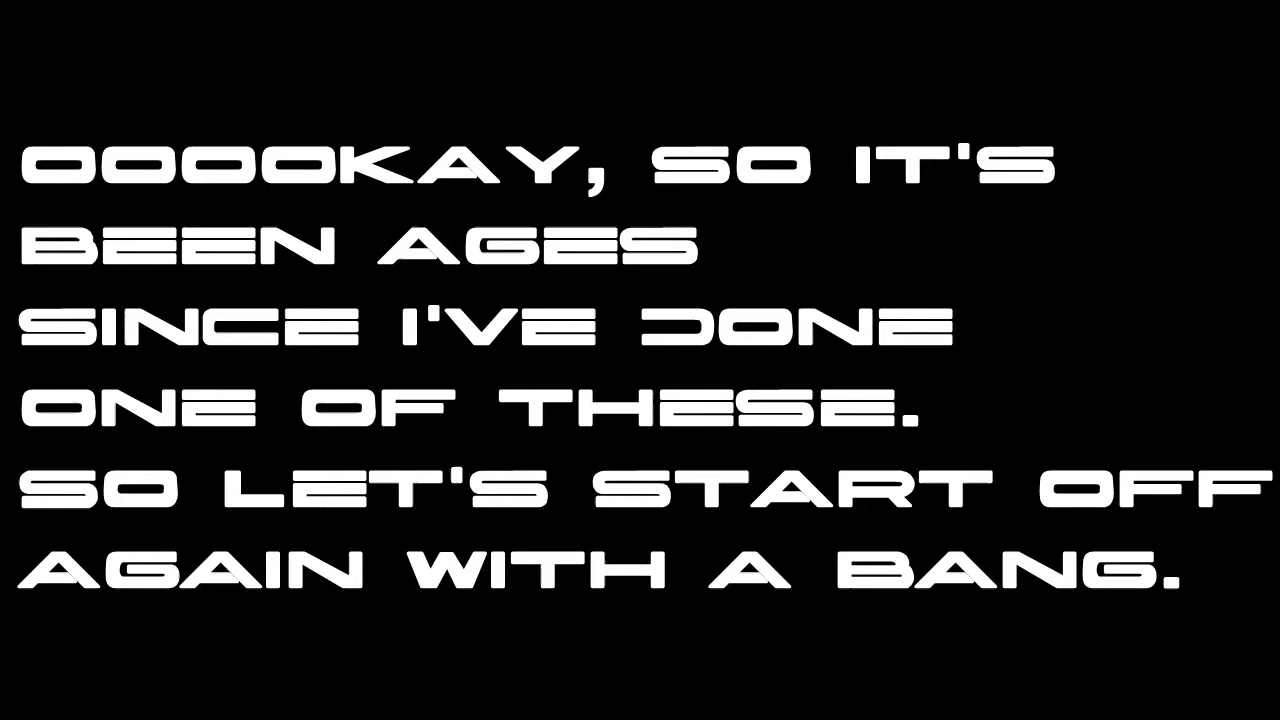 OOOOKAY, SO IT'S
BEEN AGES
SINCE I'VE DONE
ONE OF THESE.
SO LET'S START OFF
AGAIN WITH A BANG.